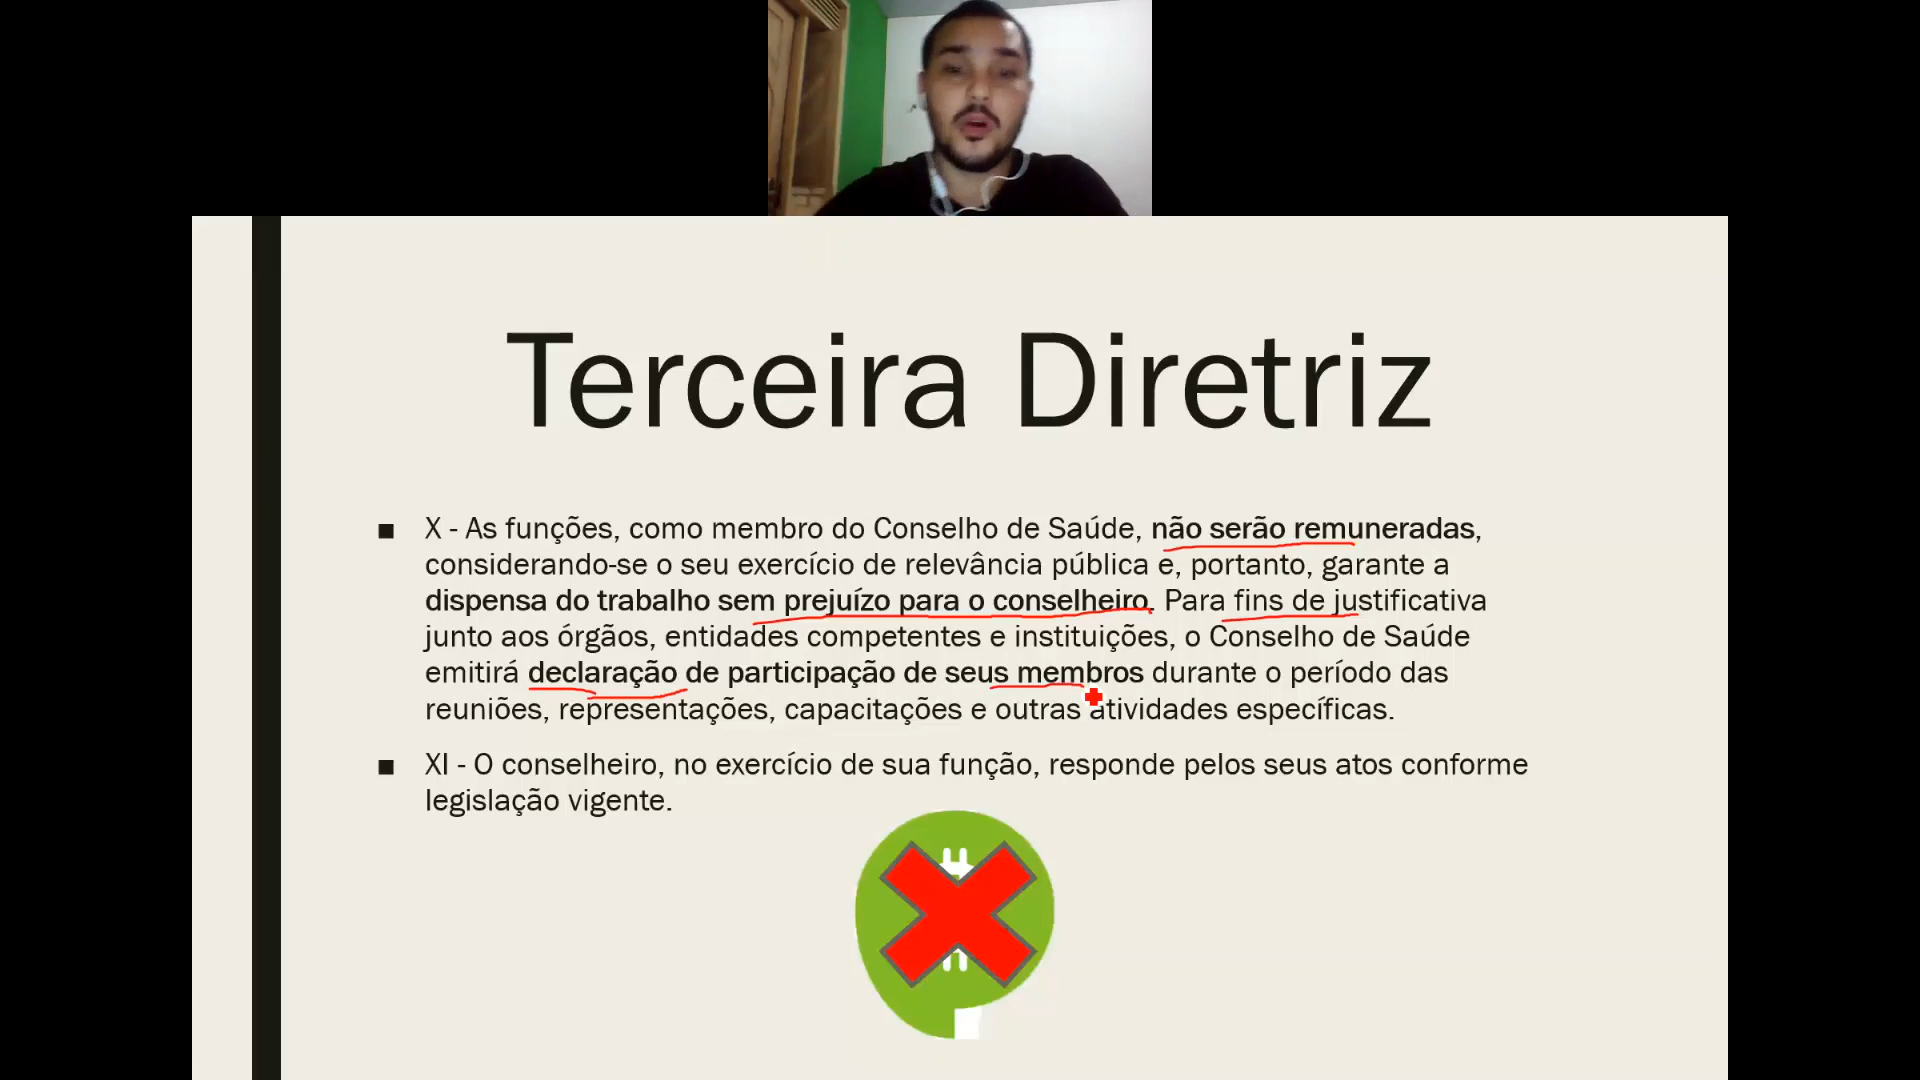 Terceira Diretriz
■ X - As funções, como membro do Conselho de Saúde, não serão remuneradas,
considerando-se o seu exercício de relevância pública e, portanto, garante a
dispensa do trabalho sem prejuízo para o conselheiro. Para fins de justificativa
junto aos órgãos, entidades competentes e instituições, o Conselho de Saúde
emitirá declaração de participação de seus membros durante o período das
reuniões, representações, capacitações e outras atividades específicas.
■ XI - O conselheiro, no exercício de sua função, responde pelos seus atos conforme
legislação vigente.